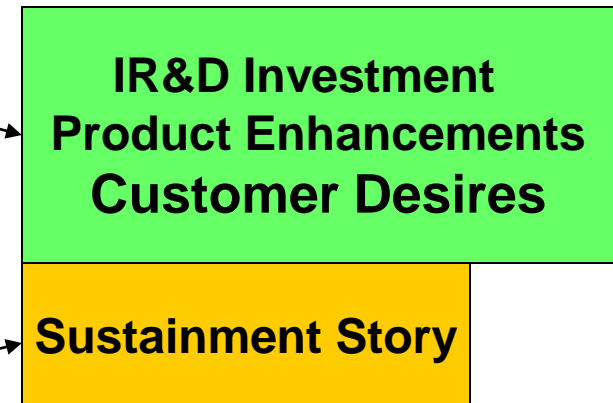 IR&D Investment
Product Enhancements
Customer Desires
Sustainment Story